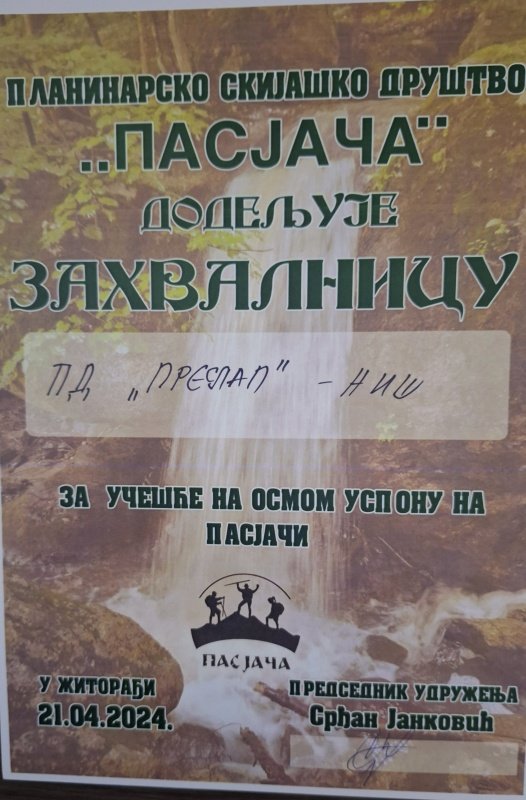 ПЛАНИНАРСКО СКИЈАШКО ДРУШТВО
„ПАСЈАЧА¨
ДОДЕЉУЈЕ
ЗАХВАЛНИЦУ
ПД „ПРЕСЛАП" - НИШ
ЗА УЧЕШЋЕ НА ОСМОМ УСПОНУ НА
ПАСЈАЧИ
ПАСЈАЧА
У ЖИТОРАЂИ
21.04.2024.
ПРЕДСЕДНИК УДРУЖЕЊА
Срђан Јанковић